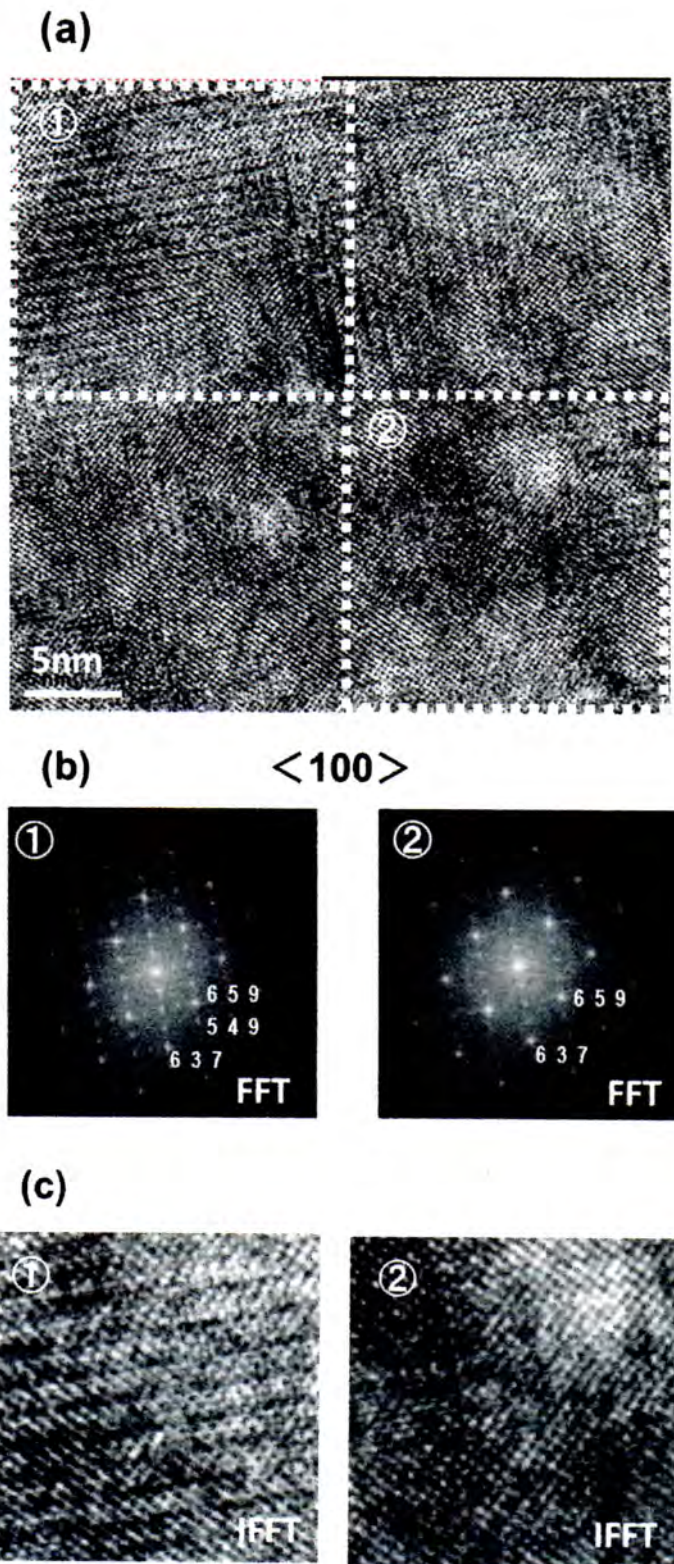 (a)
①
②
5nm
(b) <100>
① ②
6 5 9
5 4 9
6 3 7
FFT
6 5 9
6 3 7
FFT
(c)
① ②
IFFT IFFT